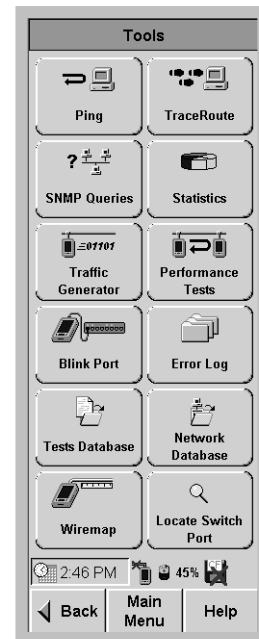 Tools
Ping
TraceRoute
?
SNMP Queries
Statistics
01101
Traffic
Generator
Performance
Tests
Blink Port
Error Log
Tests Database
Network
Database
Wiremap
Locate Switch
Port
2:46 PM
45%
Back
Main
Menu
Help